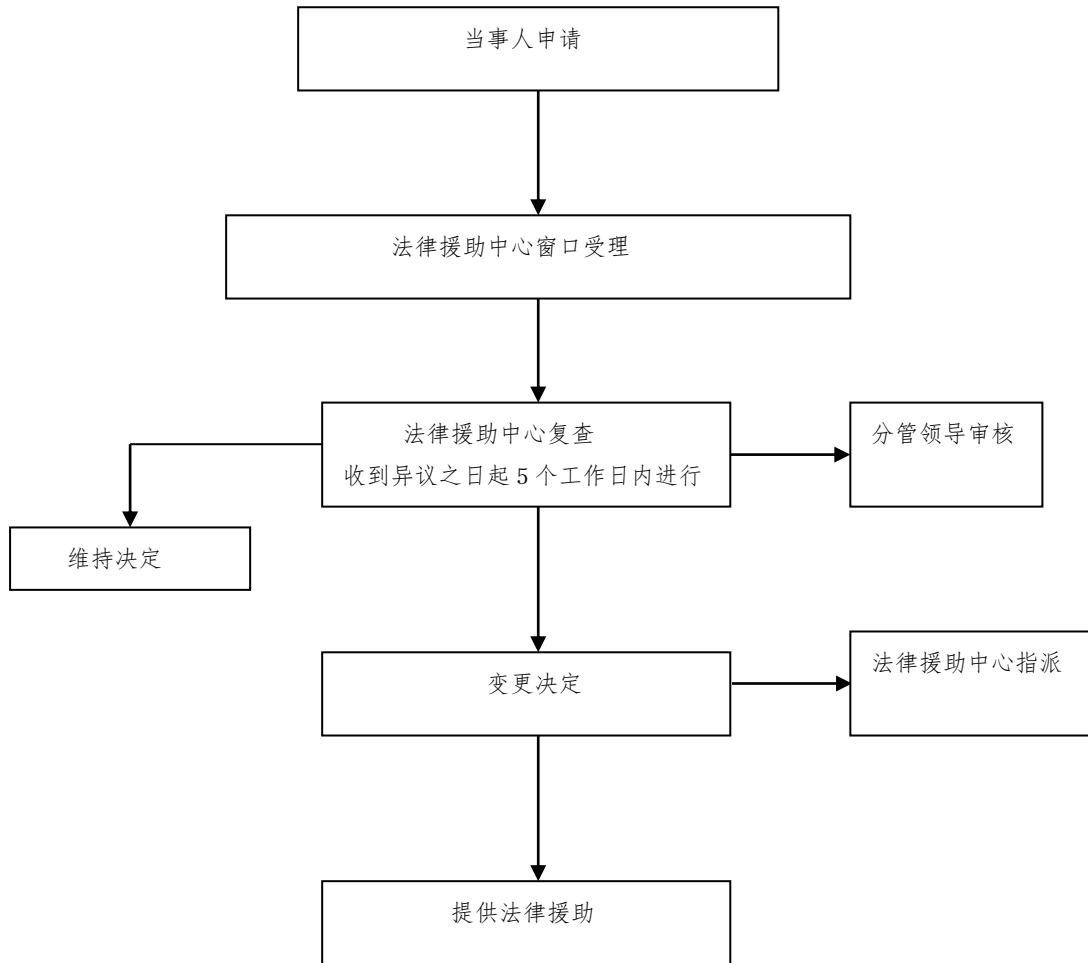 当事人申请
法律援助中心窗口受理
法律援助中心复查
收到异议之日起 5 个工作日内进行
分管领导审核
维持决定
变更决定
法律援助中心指派
提供法律援助